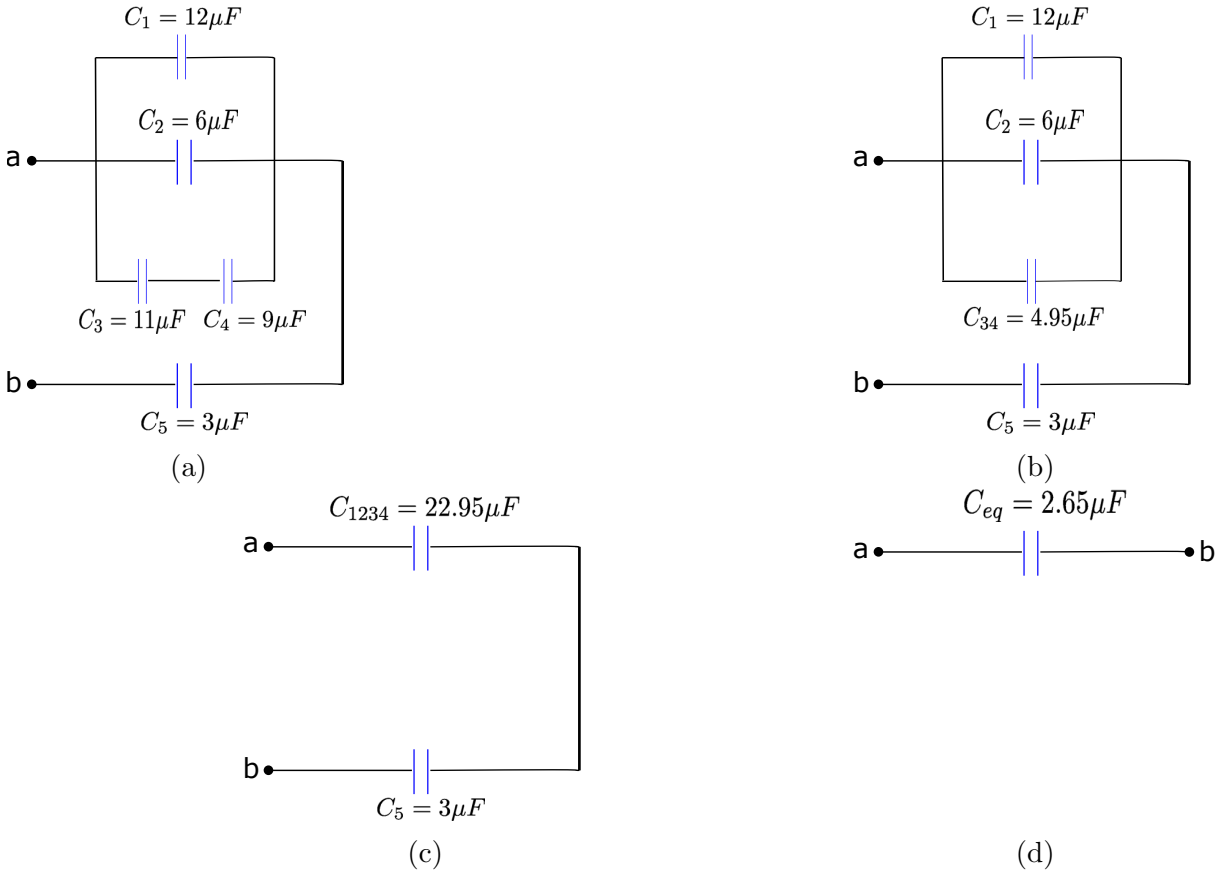 C₁ = 12μF
C₂ = 6μF
a
C₃ = 11μF C₄ = 9μF
b
C₅ = 3μF
(a)
C₁ = 12μF
C₂ = 6μF
a
C₃₄ = 4.95μF
b
C₅ = 3μF
(b)
C₁₂₃₄ = 22.95μF
a
b
C₅ = 3μF
(c)
C_eq = 2.65μF
a b
(d)